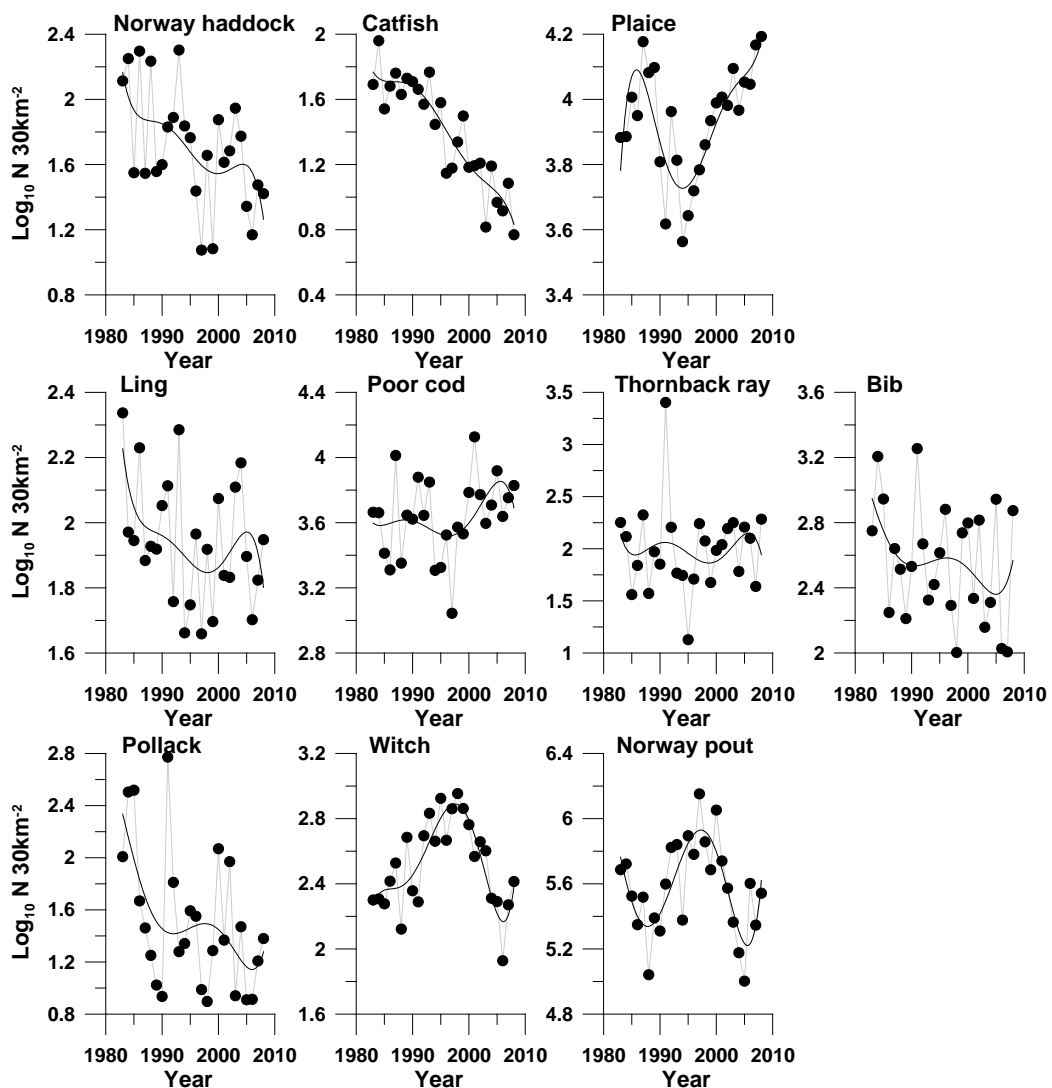 Norway haddock Catfish Plaice
2.4 2 4.2
2 1.6 4
1.6 1.2 3.8
1.2 0.8 3.6
0.8 0.4 3.4
Log₁₀ N 30km⁻²
1980 1990 2000 2010 1980 1990 2000 2010 1980 1990 2000 2010
Year Year Year
Ling Poor cod Thornback ray Bib
2.4 4.4 3.5 3.6
3
2.2 4 3.2
2.5
2 3.6 2.8
2
1.8 3.2 2.4
1.5
1.6 2.8 1 2
Log₁₀ N 30km⁻²
1980 1990 2000 2010 1980 1990 2000 2010 1980 1990 2000 2010 1980 1990 2000 2010
Year Year Year Year
Pollack Witch Norway pout
2.8 3.2 6.4
2.4 2.8 6
2
1.6 2.4 5.6
1.2 2 5.2
0.8 1.6 4.8
Log₁₀ N 30km⁻²
1980 1990 2000 2010 1980 1990 2000 2010 1980 1990 2000 2010
Year Year Year